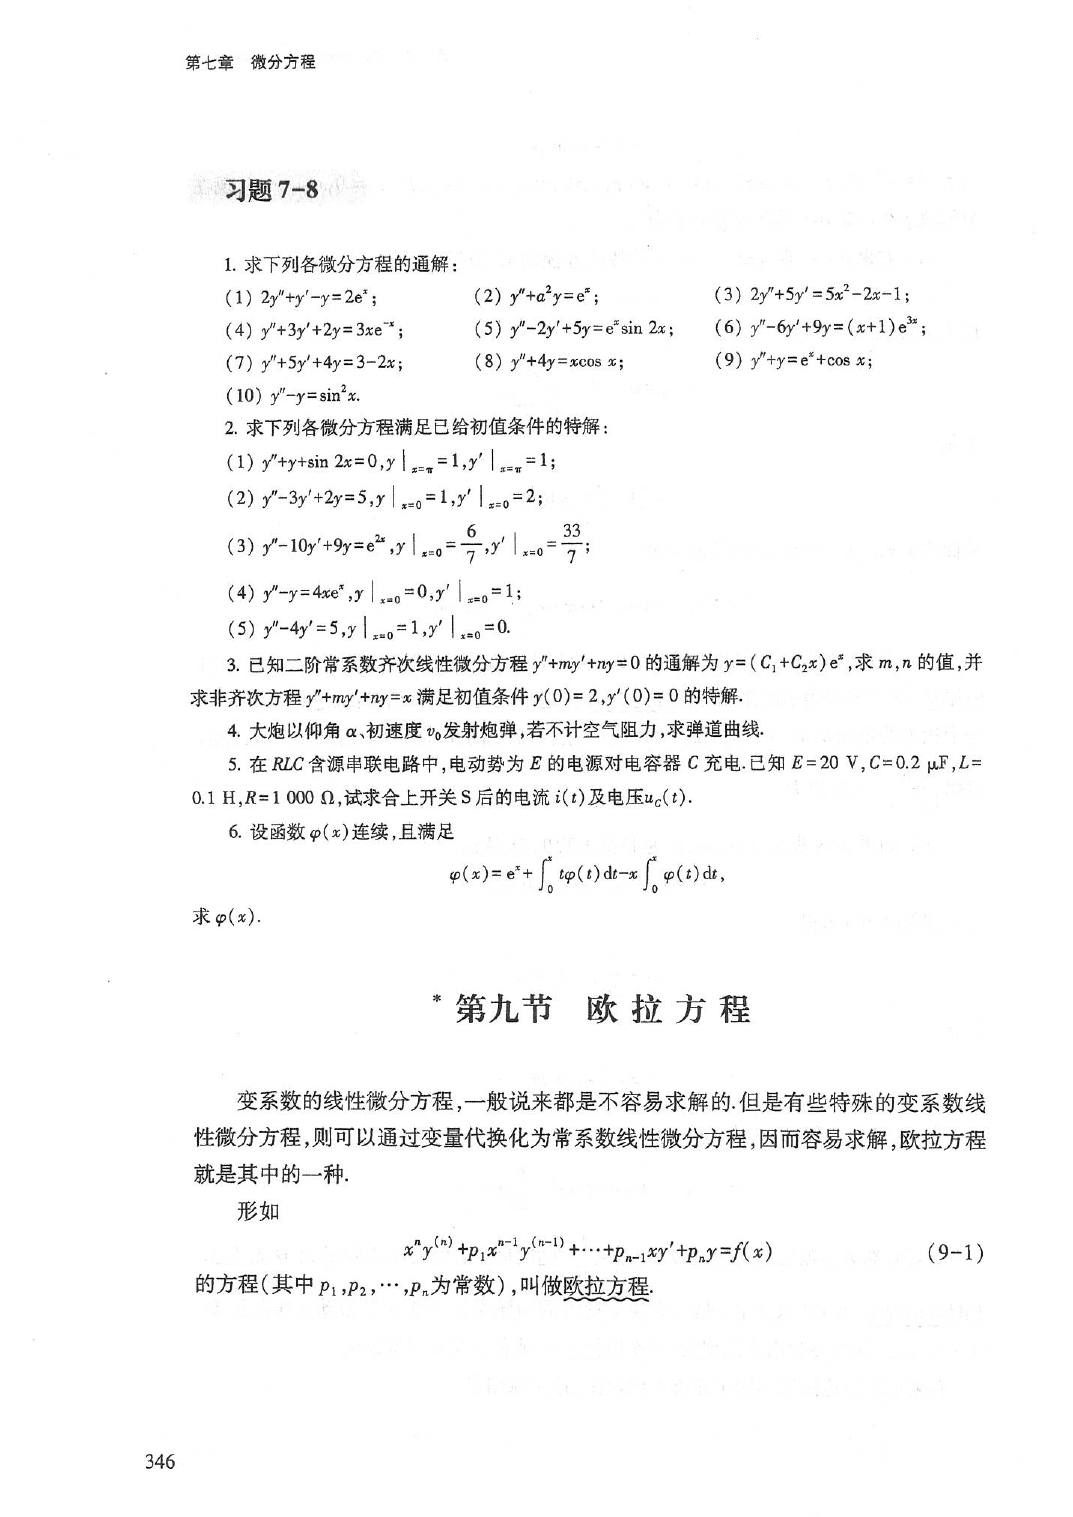 第七章 微分方程
习题 7-8
1. 求下列各微分方程的通解:
(1) 2y″+y′-y=2eˣ; (2) y″+a²y=eˣ; (3) 2y″+5y′=5x²-2x-1;
(4) y″+3y′+2y=3xe⁻ˣ; (5) y″-2y′+5y=eˣsin 2x; (6) y″-6y′+9y=(x+1)e³ˣ;
(7) y″+5y′+4y=3-2x; (8) y″+4y=xcos x; (9) y″+y=eˣ+cos x;
(10) y″-y=sin²x.
2. 求下列各微分方程满足已给初值条件的特解:
(1) y″+y+sin 2x=0,y|ₓ₌π=1,y′|ₓ₌π=1;
(2) y″-3y′+2y=5,y|ₓ₌₀=1,y′|ₓ₌₀=2;
(3) y″-10y′+9y=e²ˣ,y|ₓ₌₀=6/7,y′|ₓ₌₀=33/7;
(4) y″-y=4xeˣ,y|ₓ₌₀=0,y′|ₓ₌₀=1;
(5) y″-4y′=5,y|ₓ₌₀=1,y′|ₓ₌₀=0.
3. 已知二阶常系数齐次线性微分方程 y″+my′+ny=0 的通解为 y=(C₁+C₂x)eˣ,求 m,n 的值,并
求非齐次方程 y″+my′+ny=x 满足初值条件 y(0)=2,y′(0)=0 的特解.
4. 大炮以仰角 α、初速度 v₀发射炮弹,若不计空气阻力,求弹道曲线.
5. 在 RLC 含源串联电路中,电动势为 E 的电源对电容器 C 充电.已知 E=20 V,C=0.2 μF,L=
0.1 H,R=1 000 Ω,试求合上开关 S 后的电流 i(t)及电压u_C(t).
6. 设函数 φ(x)连续,且满足
φ(x)=eˣ+∫₀ˣ tφ(t)dt-x∫₀ˣ φ(t)dt,
求 φ(x).
*第九节 欧拉方程
变系数的线性微分方程,一般说来都是不容易求解的.但是有些特殊的变系数线
性微分方程,则可以通过变量代换化为常系数线性微分方程,因而容易求解,欧拉方程
就是其中的一种.
形如
xⁿy⁽ⁿ⁾+p₁xⁿ⁻¹y⁽ⁿ⁻¹⁾+⋯+pₙ₋₁xy′+pₙy=f(x) (9-1)
的方程(其中 p₁,p₂,⋯,pₙ为常数),叫做欧拉方程.
346